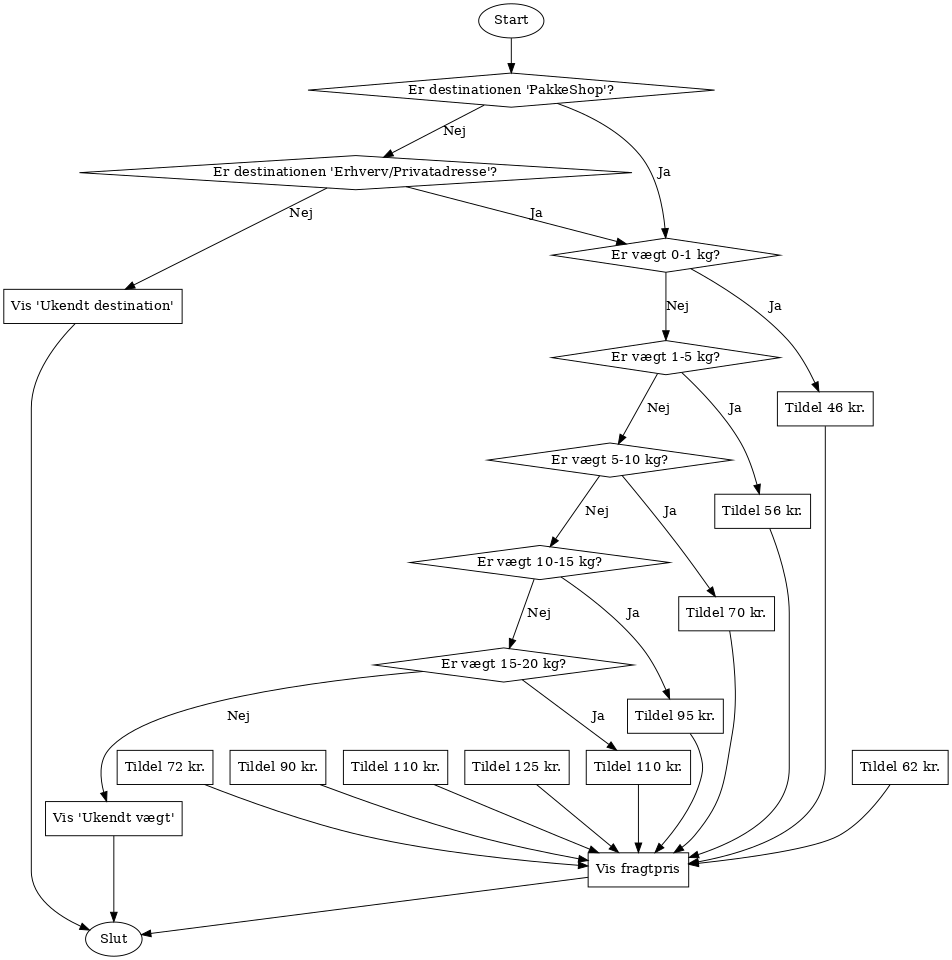 Start
Er destinationen 'PakkeShop'?
Nej
Ja
Er destinationen 'Erhverv/Privatadresse'?
Nej
Ja
Er vægt 0-1 kg?
Vis 'Ukendt destination'
Nej
Ja
Er vægt 1-5 kg?
Tildel 46 kr.
Nej
Ja
Er vægt 5-10 kg?
Tildel 56 kr.
Nej
Ja
Er vægt 10-15 kg?
Tildel 70 kr.
Nej
Ja
Er vægt 15-20 kg?
Tildel 95 kr.
Nej
Ja
Tildel 72 kr.
Tildel 90 kr.
Tildel 110 kr.
Tildel 125 kr.
Tildel 110 kr.
Tildel 62 kr.
Vis 'Ukendt vægt'
Vis fragtpris
Slut